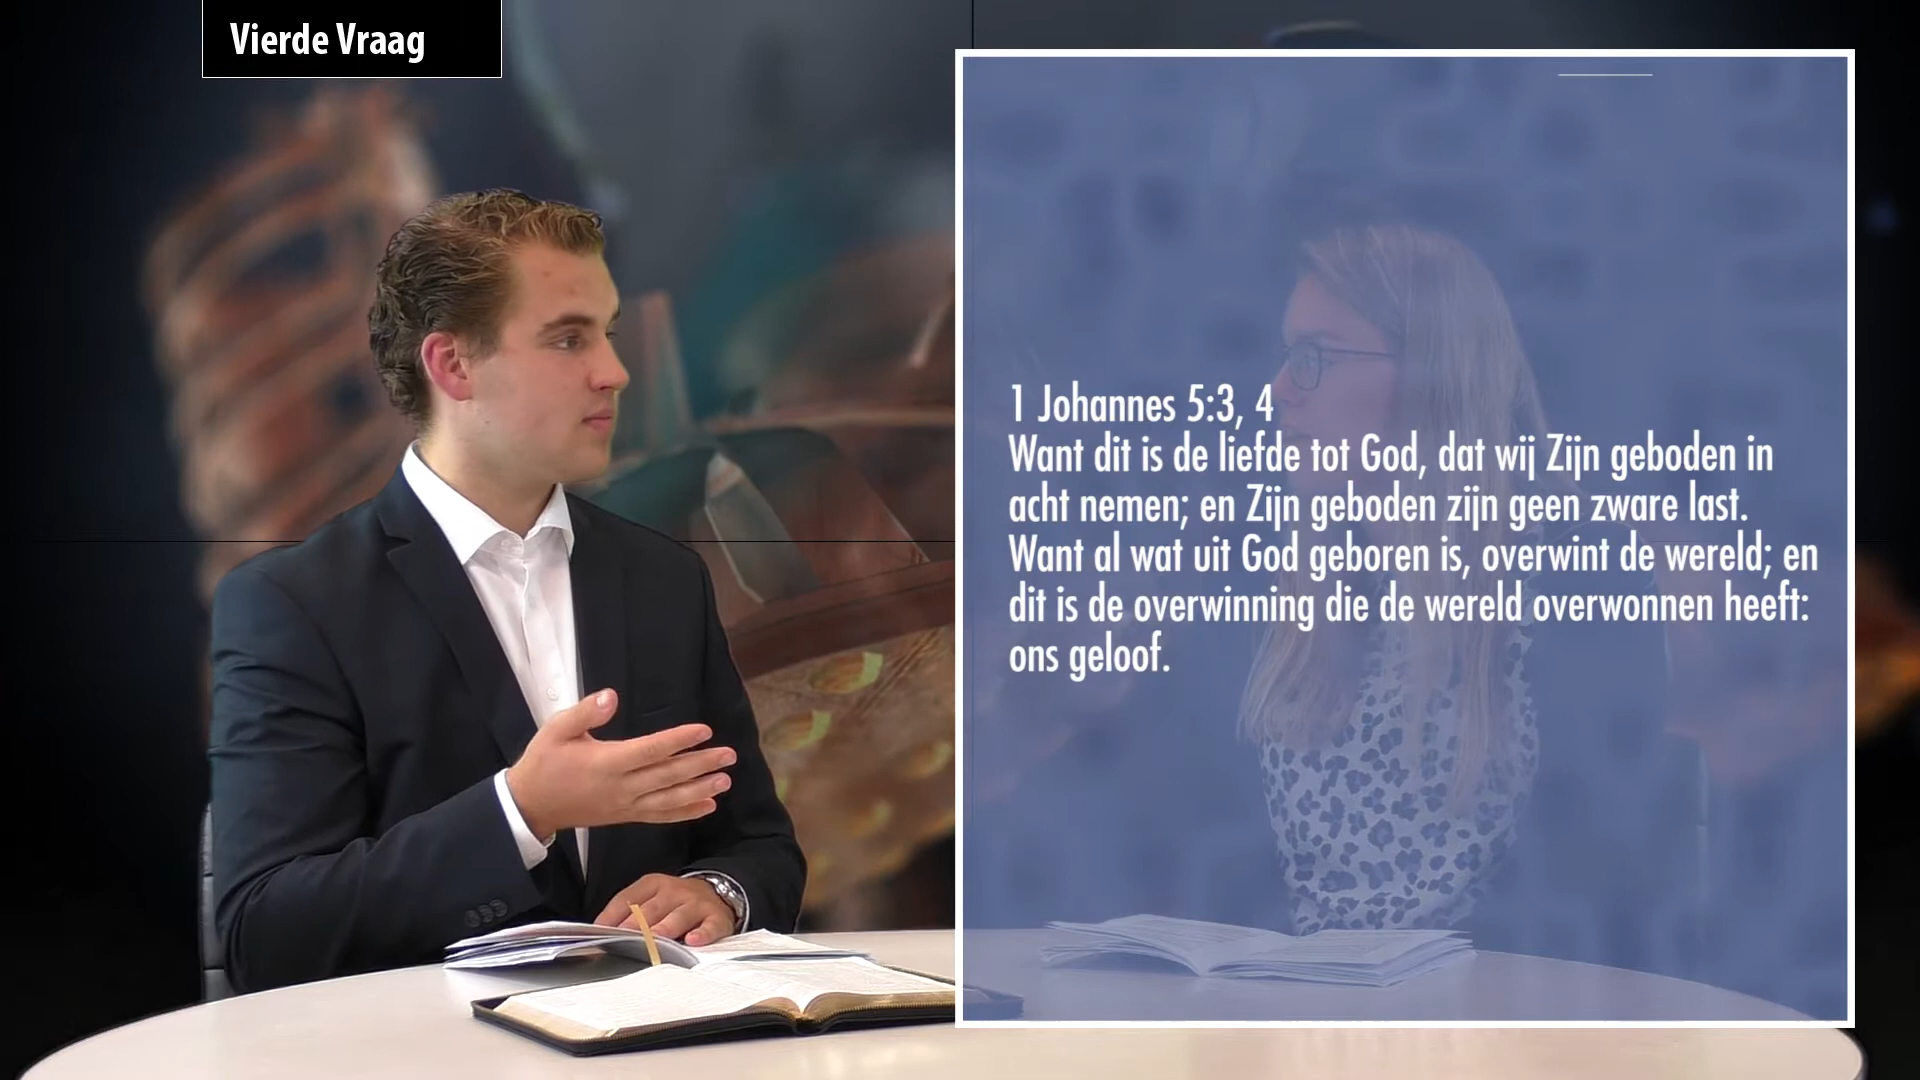 Vierde Vraag
1 Johannes 5:3, 4
Want dit is de liefde tot God, dat wij Zijn geboden in
acht nemen; en Zijn geboden zijn geen zware last.
Want al wat uit God geboren is, overwint de wereld; en
dit is de overwinning die de wereld overwonnen heeft:
ons geloof.